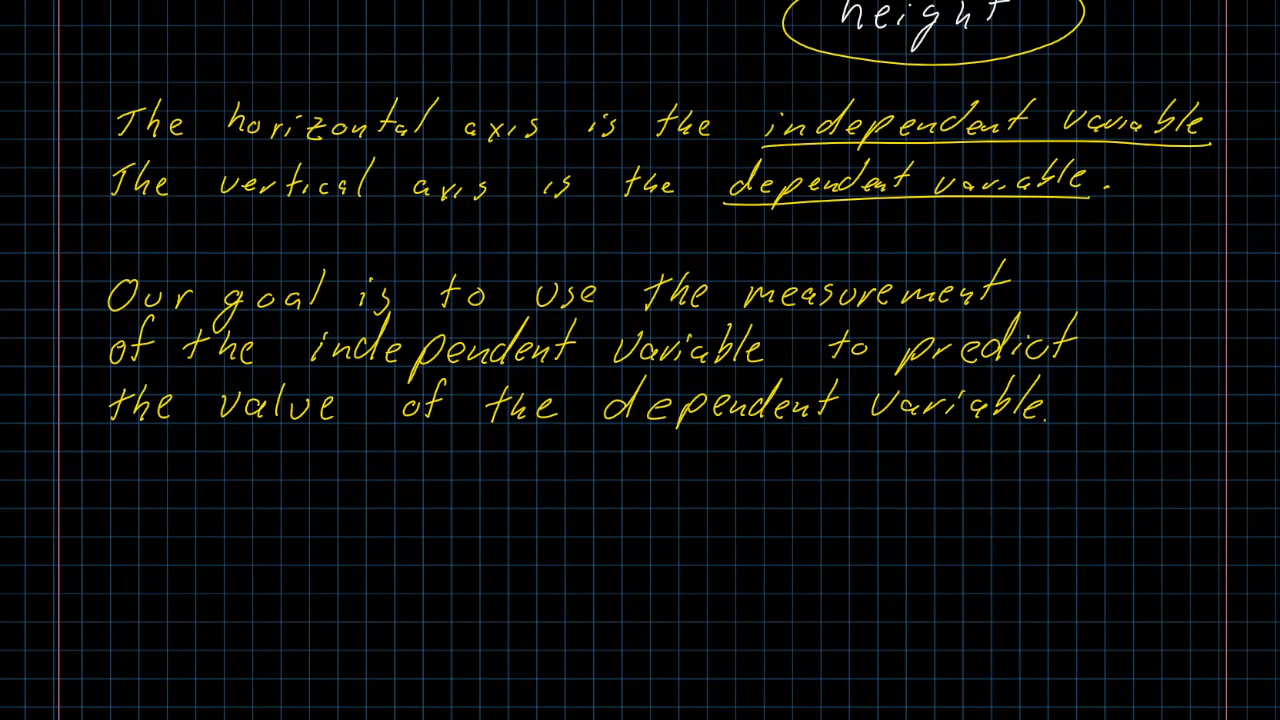 height
The horizontal axis is the independent variable
The vertical axis is the dependent variable.
Our goal is to use the measurement
of the independent variable to predict
the value of the dependent variable.